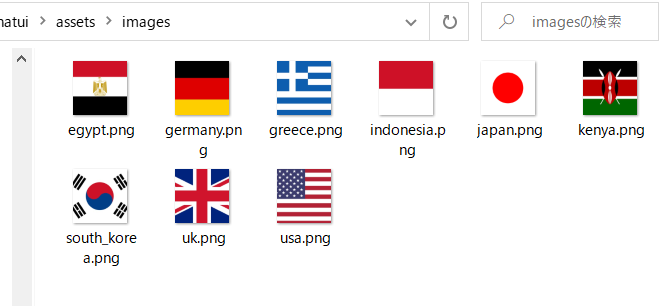 natui > assets > images
imagesの検索
egypt.png
germany.pn
g
greece.png
indonesia.p
ng
japan.png
kenya.png
south_kore
a.png
uk.png
usa.png